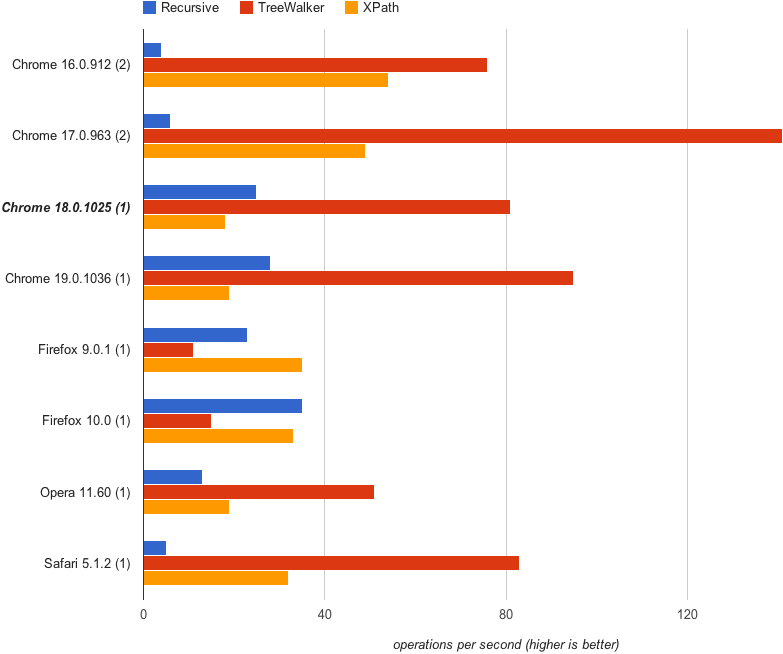 Recursive TreeWalker XPath
Chrome 16.0.912 (2)
Chrome 17.0.963 (2)
Chrome 18.0.1025 (1)
Chrome 19.0.1036 (1)
Firefox 9.0.1 (1)
Firefox 10.0 (1)
Opera 11.60 (1)
Safari 5.1.2 (1)
0 40 80 120
operations per second (higher is better)